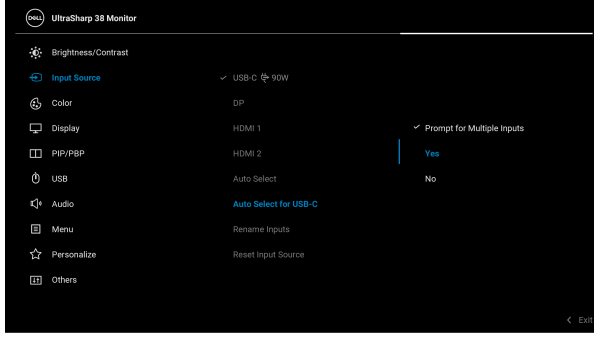 DELL UltraSharp 38 Monitor
Brightness/Contrast
Input Source
Color
Display
PIP/PBP
USB
Audio
Menu
Personalize
Others
USB-C 90W
DP
HDMI 1
HDMI 2
Auto Select
Auto Select for USB-C
Rename Inputs
Reset Input Source
Prompt for Multiple Inputs
Yes
No
Exit